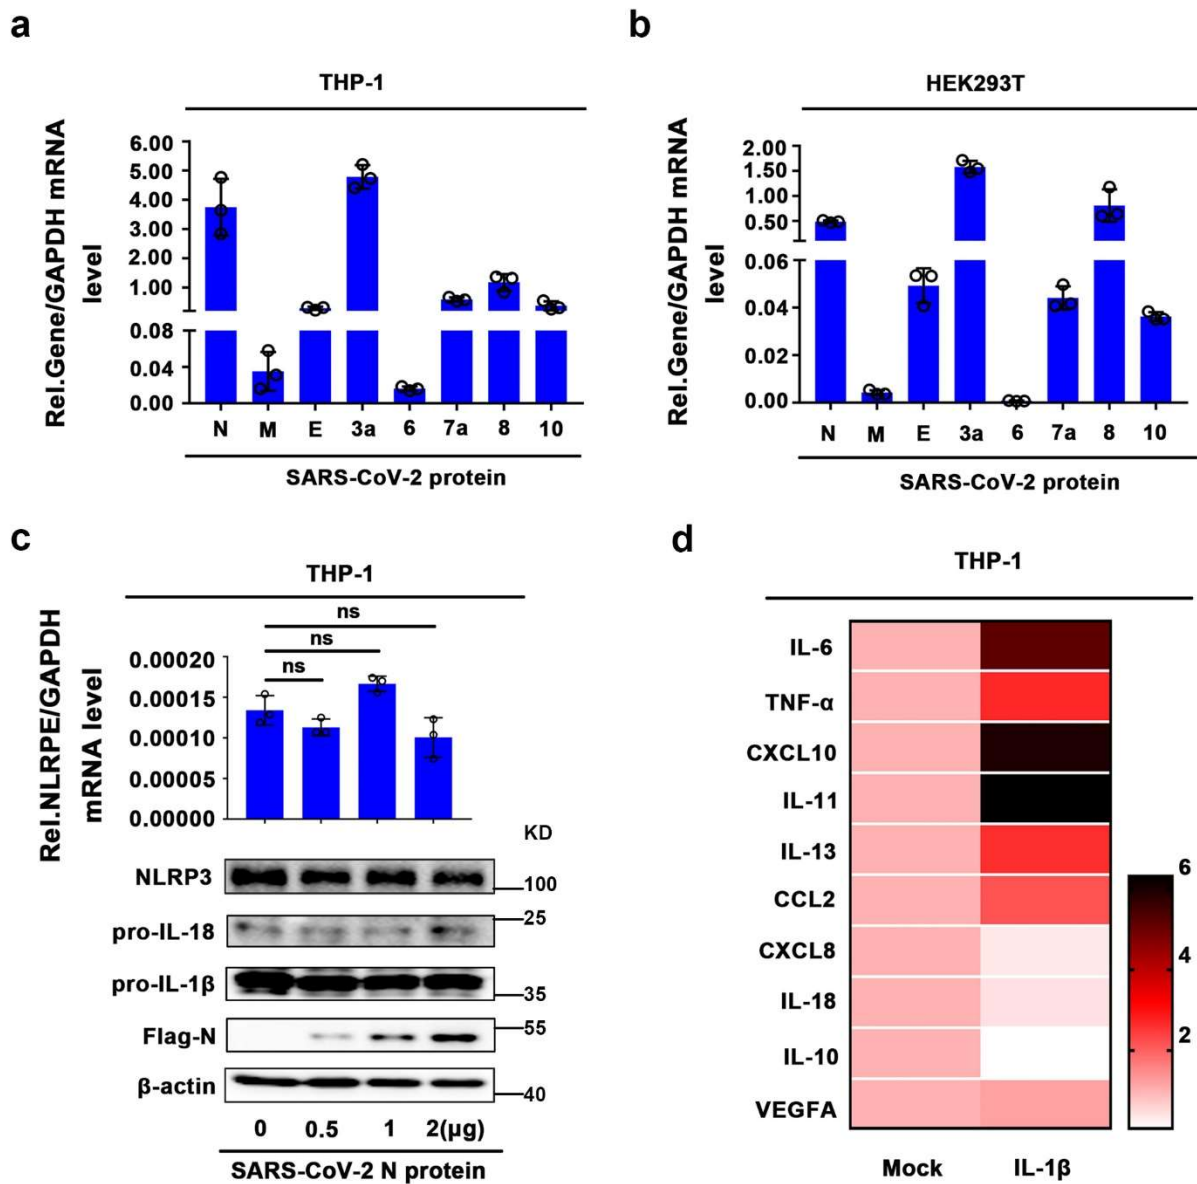 a
THP-1
Rel.Gene/GAPDH mRNA
level
6.00
5.00
4.00
3.00
2.00
1.00
0.08
0.04
0.00
N M E 3a 6 7a 8 10
SARS-CoV-2 protein
b
HEK293T
Rel.Gene/GAPDH mRNA
level
2.00
1.50
1.00
0.50
0.06
0.04
0.02
0.00
N M E 3a 6 7a 8 10
SARS-CoV-2 protein
c
THP-1
Rel.NLRPE/GAPDH
mRNA level
ns
ns
ns
0.00020
0.00015
0.00010
0.00005
0.00000
KD
NLRP3 100
pro-IL-18 25
pro-IL-1β 35
Flag-N 55
β-actin 40
0 0.5 1 2(μg)
SARS-CoV-2 N protein
d
THP-1
IL-6
TNF-α
CXCL10
IL-11
IL-13
CCL2
CXCL8
IL-18
IL-10
VEGFA
Mock IL-1β
6
4
2